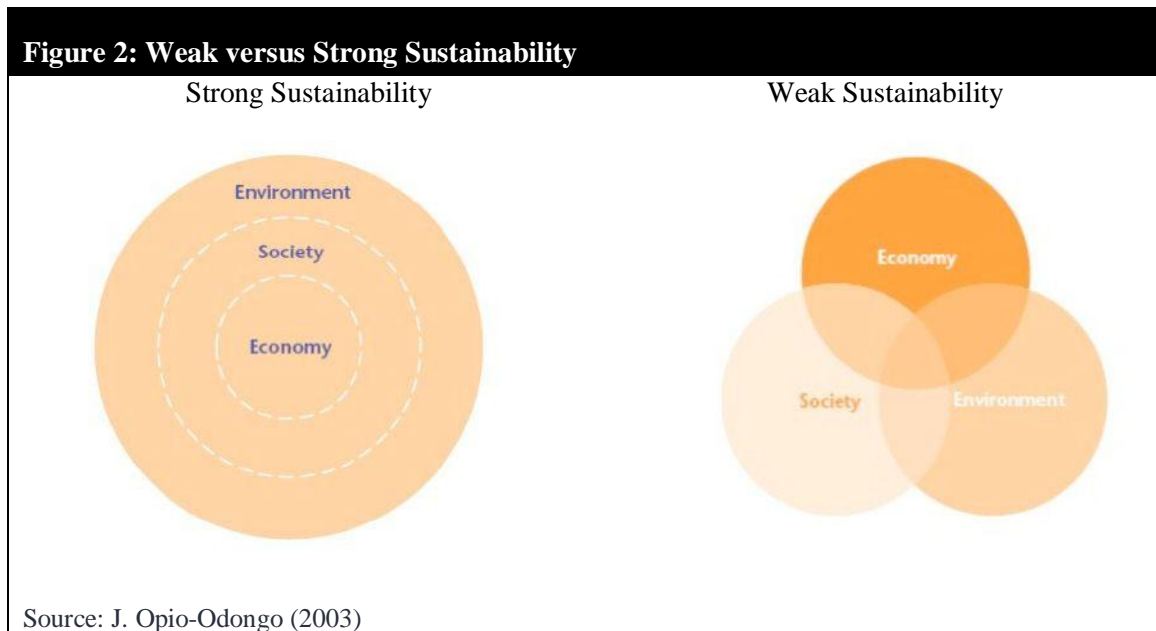 Figure 2: Weak versus Strong Sustainability
Strong Sustainability
Environment
Society
Economy
Weak Sustainability
Economy
Society
Environment
Source: J. Opio-Odongo (2003)